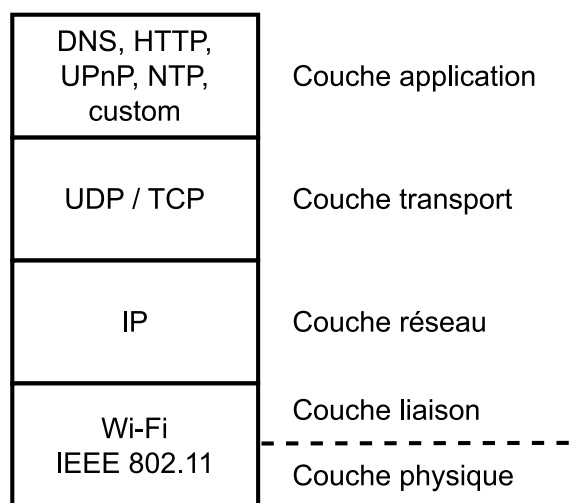 DNS, HTTP,
UPnP, NTP,
custom
Couche application
UDP / TCP
Couche transport
IP
Couche réseau
Wi-Fi
IEEE 802.11
Couche liaison
Couche physique